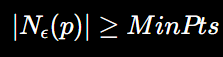 |N_ϵ(p)| ≥ MinPts